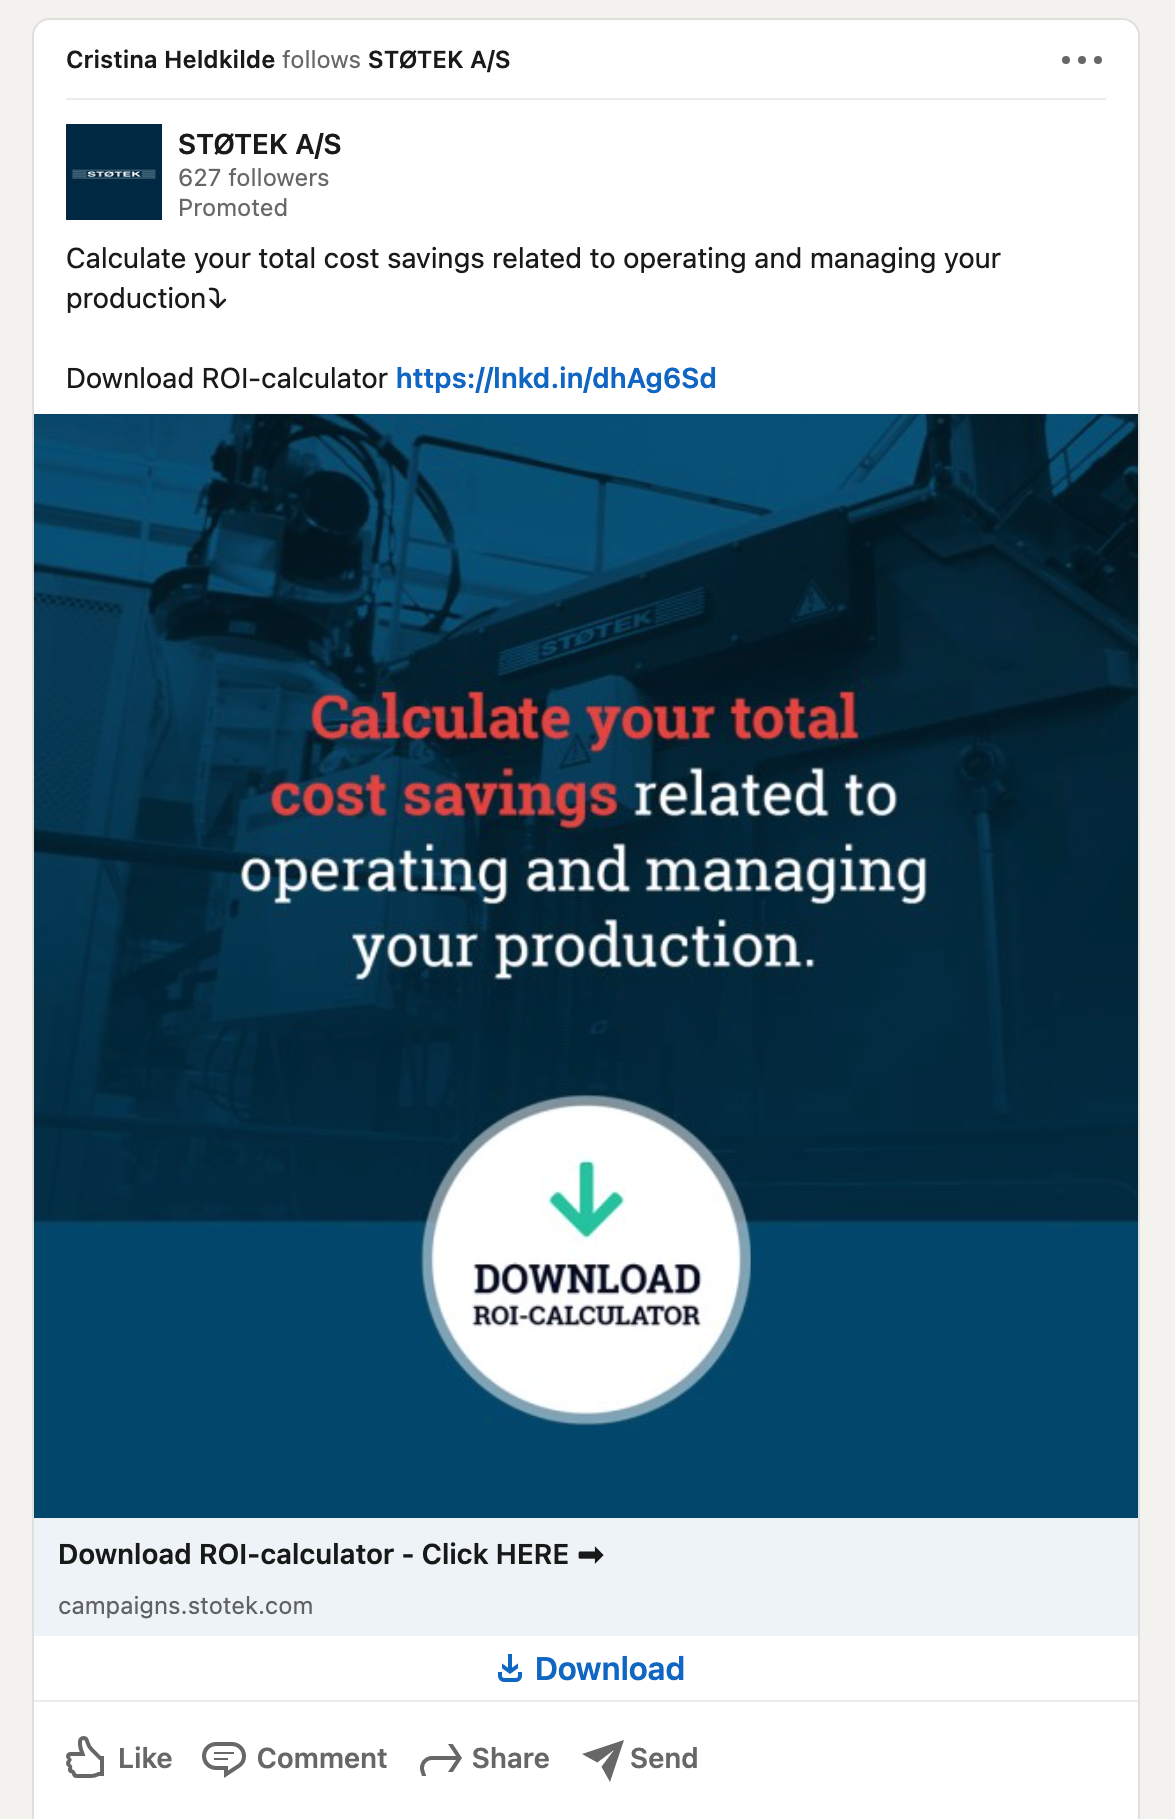 Cristina Heldkilde follows STØTEK A/S
STØTEK
STØTEK A/S
627 followers
Promoted
Calculate your total cost savings related to operating and managing your
production⤵
Download ROI-calculator https://lnkd.in/dhAg6Sd
STØTEK
Calculate your total
cost savings related to
operating and managing
your production.
DOWNLOAD
ROI-CALCULATOR
Download ROI-calculator - Click HERE ➡
campaigns.stotek.com
Download
Like Comment Share Send